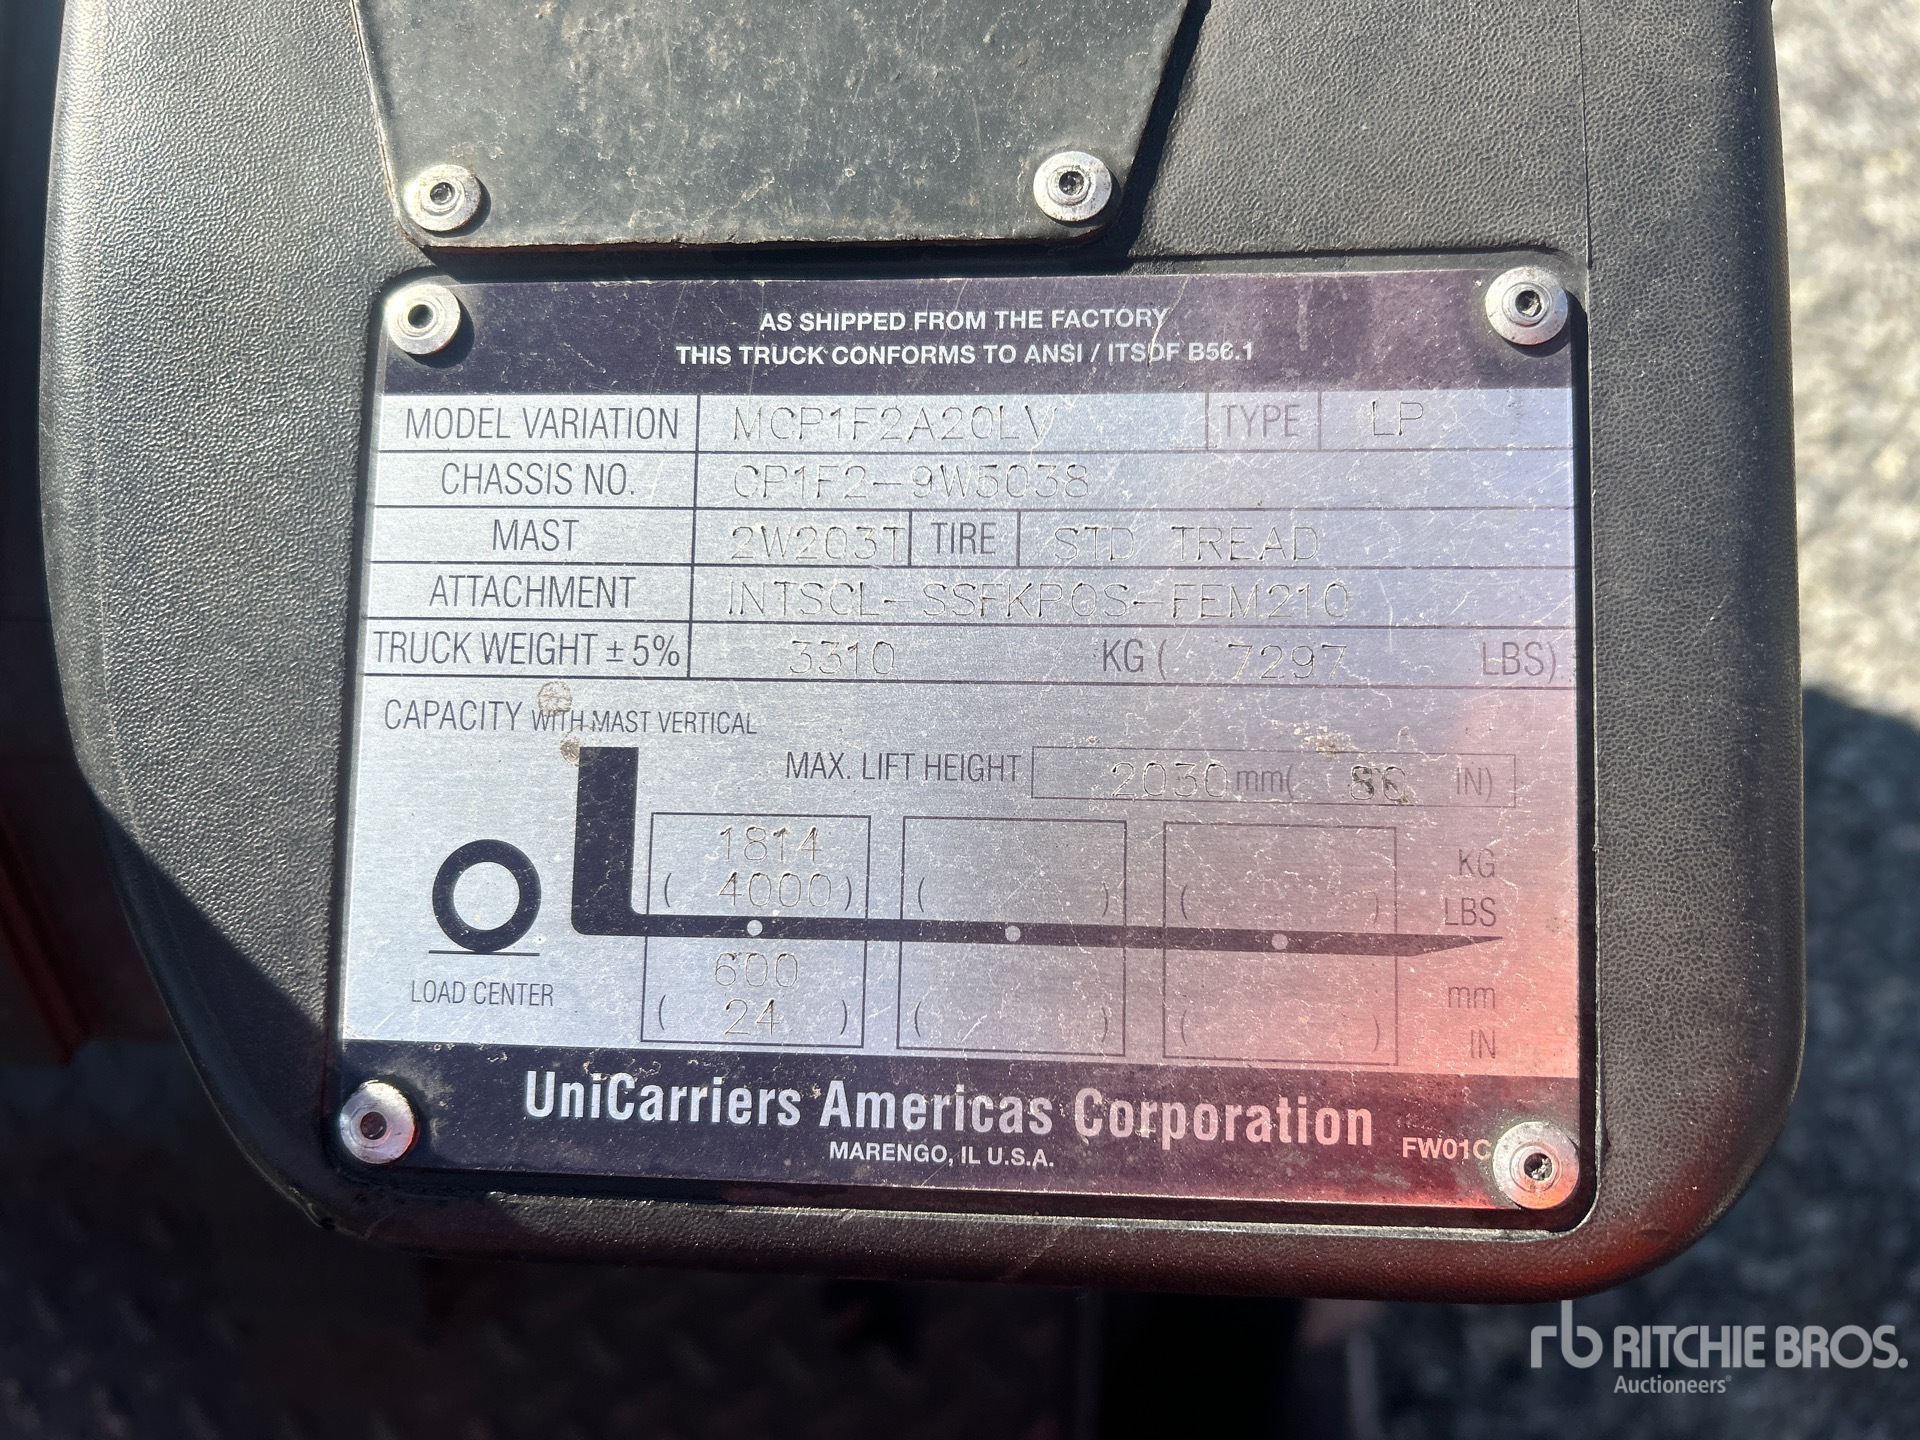 AS SHIPPED FROM THE FACTORY
THIS TRUCK CONFORMS TO ANSI / ITSDF B56.1
MODEL VARIATION MCP1F2A20LV TYPE LP
CHASSIS NO. CP1F2-9W5038
MAST 2W203T TIRE STD TREAD
ATTACHMENT INTSCL-SSFKPOS-FEM210
TRUCK WEIGHT ± 5% 3310 KG ( 7297 LBS)
CAPACITY WITH MAST VERTICAL
MAX. LIFT HEIGHT 2030 mm( 80 IN)
1814 KG
( 4000 ) ( ) ( ) LBS
600 mm
LOAD CENTER
( 24 ) ( ) ( ) IN
UniCarriers Americas Corporation
MARENGO, IL U.S.A. FW01C
rb RITCHIE BROS.
Auctioneers